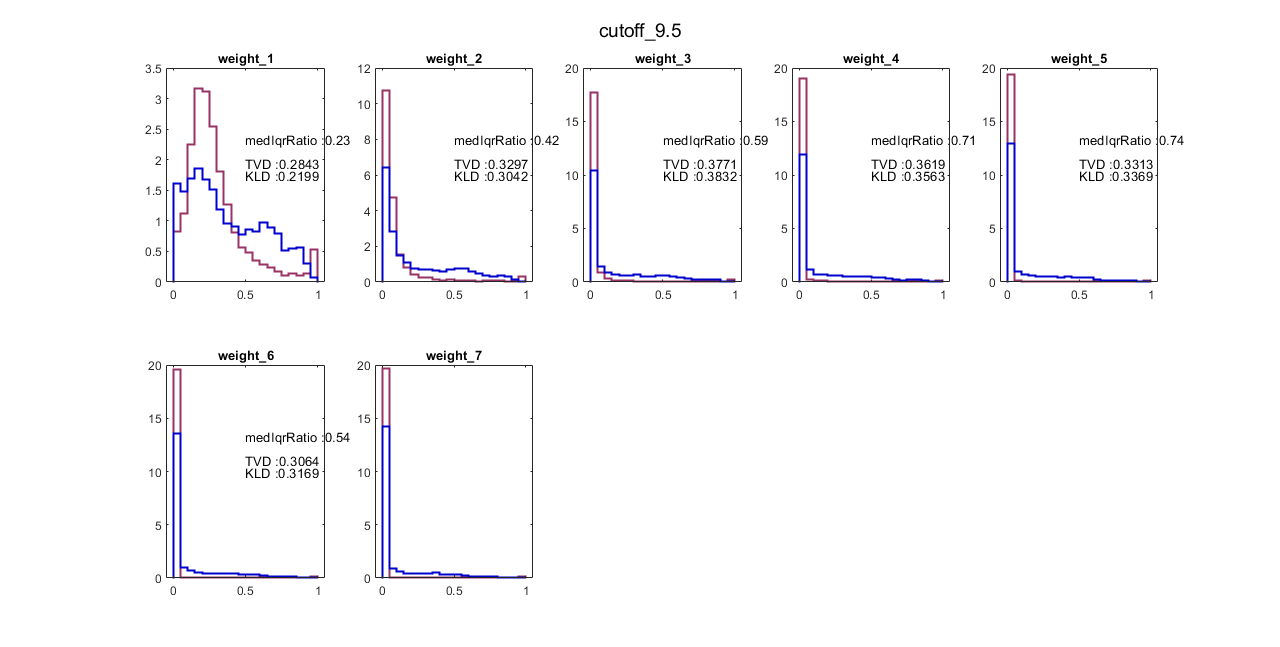 cutoff_9.5
weight_1
weight_2
weight_3
weight_4
weight_5
3.5
3
2.5
2
1.5
1
0.5
0
0 0.5 1
medIqrRatio :0.23
TVD :0.2843
KLD :0.2199
12
10
8
6
4
2
0
0 0.5 1
medIqrRatio :0.42
TVD :0.3297
KLD :0.3042
20
15
10
5
0
0 0.5 1
medIqrRatio :0.59
TVD :0.3771
KLD :0.3832
20
15
10
5
0
0 0.5 1
medIqrRatio :0.71
TVD :0.3619
KLD :0.3563
20
15
10
5
0
0 0.5 1
medIqrRatio :0.74
TVD :0.3313
KLD :0.3369
weight_6
weight_7
20
15
10
5
0
0 0.5 1
medIqrRatio :0.54
TVD :0.3064
KLD :0.3169
20
15
10
5
0
0 0.5 1